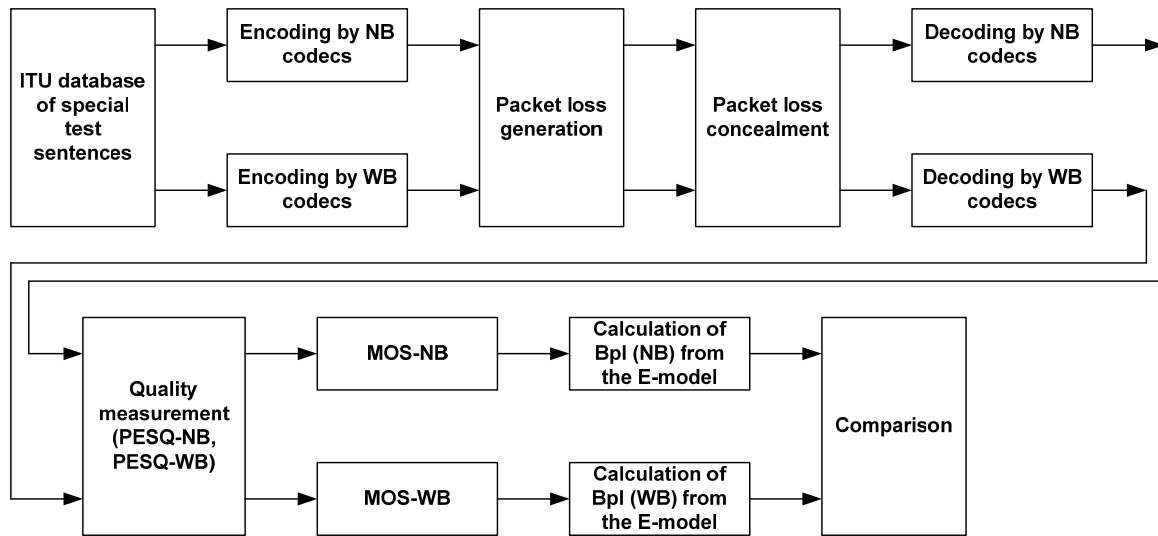 ITU database
of special
test
sentences
Encoding by NB
codecs
Encoding by WB
codecs
Packet loss
generation
Packet loss
concealment
Decoding by NB
codecs
Decoding by WB
codecs
Quality
measurement
(PESQ-NB,
PESQ-WB)
MOS-NB
MOS-WB
Calculation of
Bpl (NB) from
the E-model
Calculation of
Bpl (WB) from
the E-model
Comparison